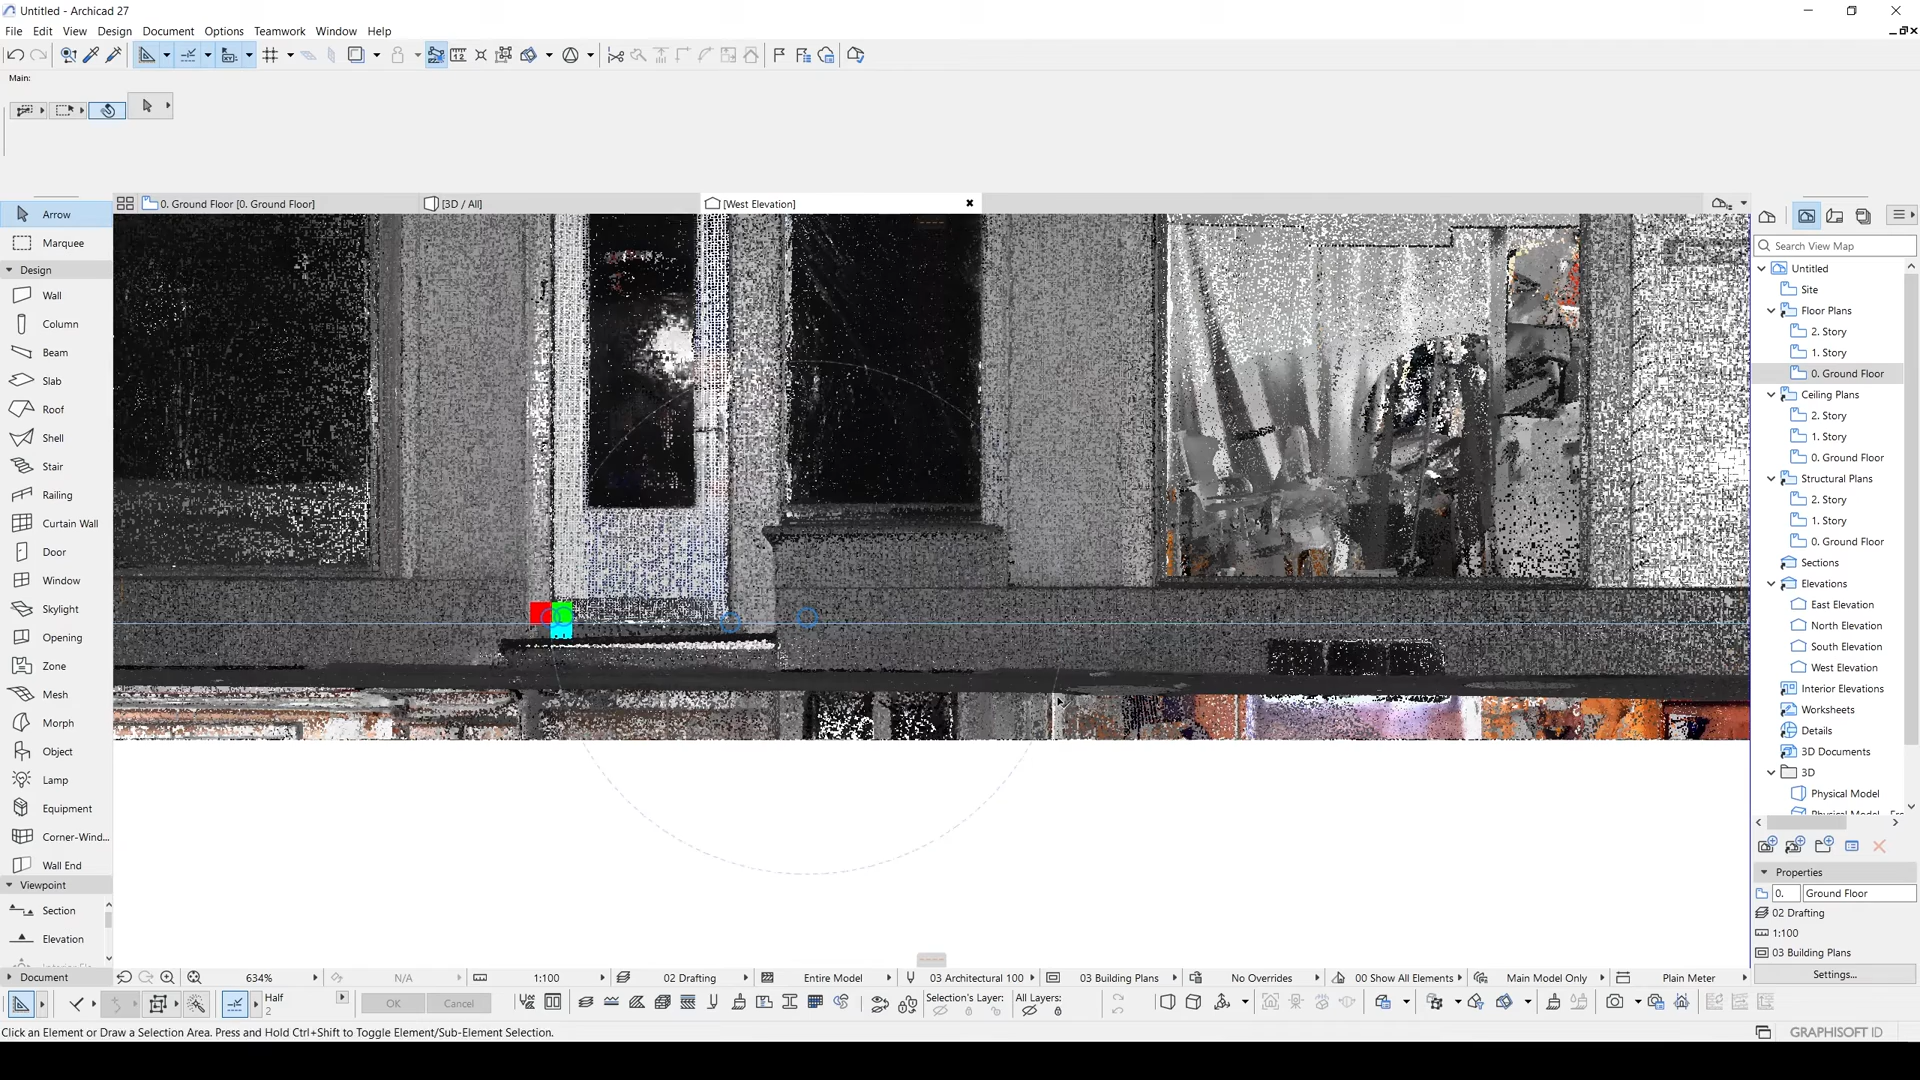 Untitled - Archicad 27
File Edit View Design Document Options Teamwork Window Help
Main:
0. Ground Floor [0. Ground Floor]
[3D / All]
[West Elevation]
Arrow
Marquee
Design
Wall
Column
Beam
Slab
Roof
Shell
Stair
Railing
Curtain Wall
Door
Window
Skylight
Opening
Zone
Mesh
Morph
Object
Lamp
Equipment
Corner-Wind...
Wall End
Viewpoint
Section
Elevation
Document
Search View Map
Untitled
Site
Floor Plans
2. Story
1. Story
0. Ground Floor
Ceiling Plans
2. Story
1. Story
0. Ground Floor
Structural Plans
2. Story
1. Story
0. Ground Floor
Sections
Elevations
East Elevation
North Elevation
South Elevation
West Elevation
Interior Elevations
Worksheets
Details
3D Documents
3D
Physical Model
Properties
0. Ground Floor
02 Drafting
1:100
03 Building Plans
Settings...
634% N/A 1:100 02 Drafting Entire Model 03 Architectural 100 03 Building Plans No Overrides 00 Show All Elements Main Model Only Plain Meter
Half
2
OK Cancel
Selection's Layer:
All Layers:
Click an Element or Draw a Selection Area. Press and Hold Ctrl+Shift to Toggle Element/Sub-Element Selection.
GRAPHISOFT ID